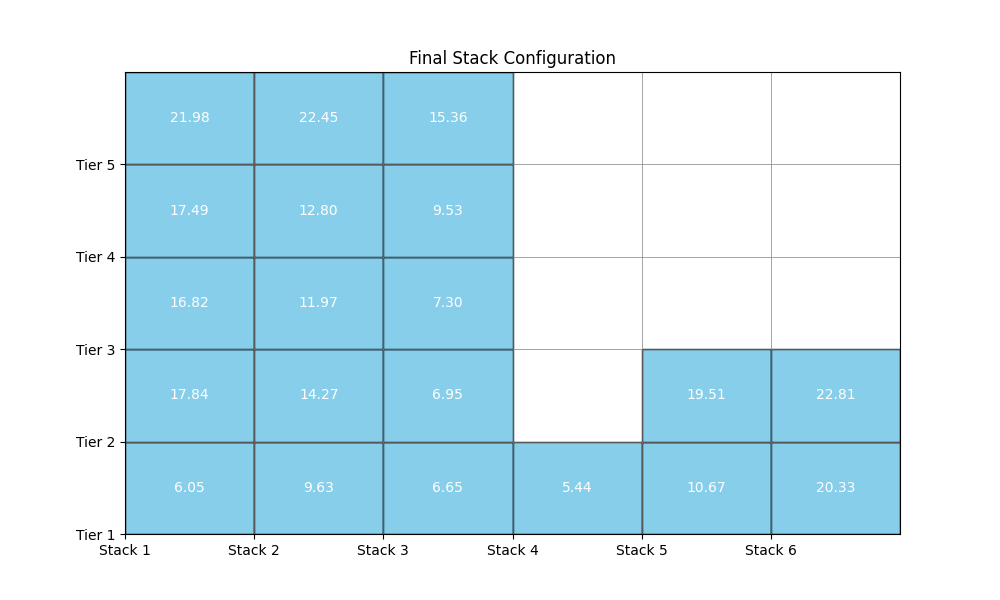 Final Stack Configuration
21.98 22.45 15.36
Tier 5
17.49 12.80 9.53
Tier 4
16.82 11.97 7.30
Tier 3
17.84 14.27 6.95 19.51 22.81
Tier 2
6.05 9.63 6.65 5.44 10.67 20.33
Tier 1
Stack 1 Stack 2 Stack 3 Stack 4 Stack 5 Stack 6